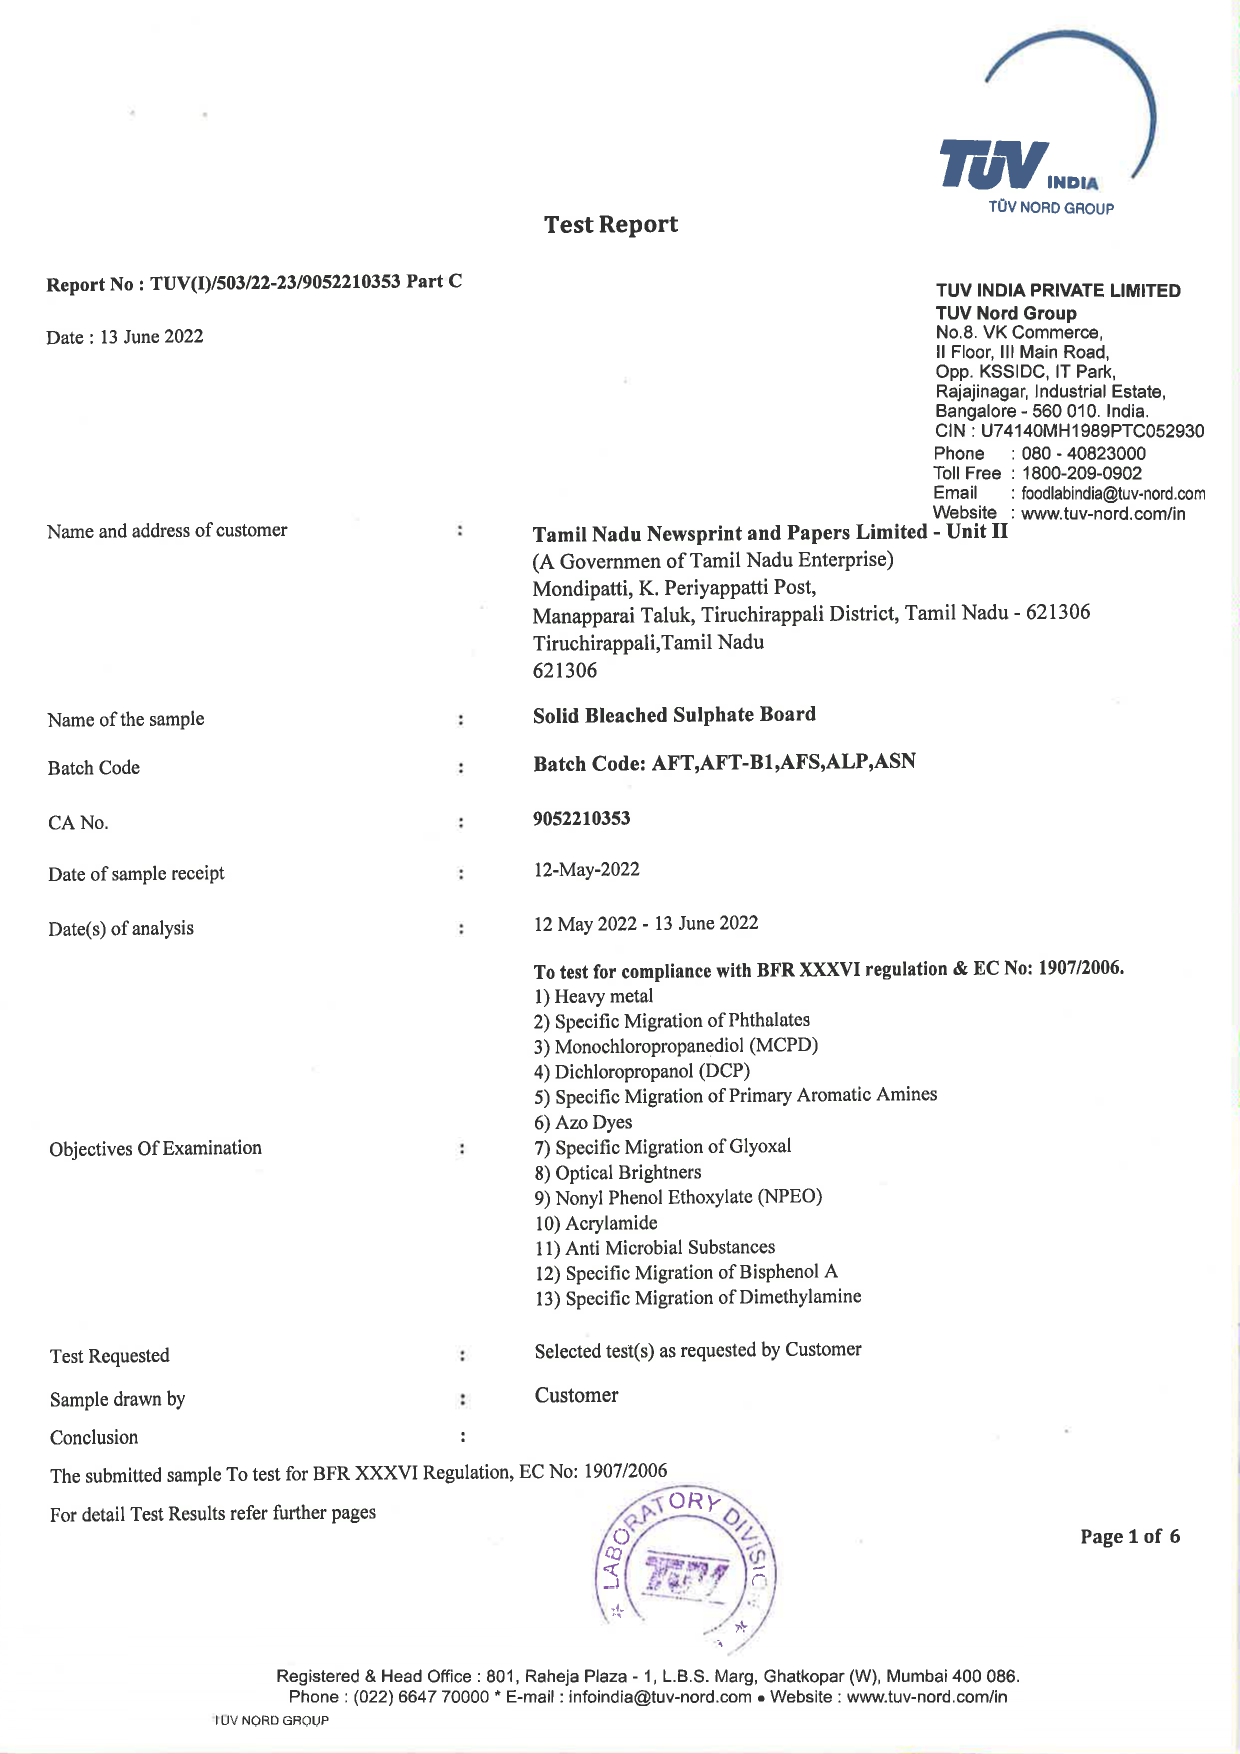 TÜV INDIA
TÜV NORD GROUP
Test Report
Report No : TUV(I)/503/22-23/9052210353 Part C
Date : 13 June 2022
TUV INDIA PRIVATE LIMITED
TUV Nord Group
No.8. VK Commerce,
II Floor, III Main Road,
Opp. KSSIDC, IT Park,
Rajajinagar, Industrial Estate,
Bangalore - 560 010. India.
CIN : U74140MH1989PTC052930
Phone : 080 - 40823000
Toll Free : 1800-209-0902
Email : foodlabindia@tuv-nord.com
Website : www.tuv-nord.com/in
Name and address of customer : Tamil Nadu Newsprint and Papers Limited - Unit II
(A Governmen of Tamil Nadu Enterprise)
Mondipatti, K. Periyappatti Post,
Manapparai Taluk, Tiruchirappali District, Tamil Nadu - 621306
Tiruchirappali,Tamil Nadu
621306
Name of the sample : Solid Bleached Sulphate Board
Batch Code : Batch Code: AFT,AFT-B1,AFS,ALP,ASN
CA No. : 9052210353
Date of sample receipt : 12-May-2022
Date(s) of analysis : 12 May 2022 - 13 June 2022
To test for compliance with BFR XXXVI regulation & EC No: 1907/2006.
1) Heavy metal
2) Specific Migration of Phthalates
3) Monochloropropanediol (MCPD)
4) Dichloropropanol (DCP)
5) Specific Migration of Primary Aromatic Amines
6) Azo Dyes
Objectives Of Examination : 7) Specific Migration of Glyoxal
8) Optical Brightners
9) Nonyl Phenol Ethoxylate (NPEO)
10) Acrylamide
11) Anti Microbial Substances
12) Specific Migration of Bisphenol A
13) Specific Migration of Dimethylamine
Test Requested : Selected test(s) as requested by Customer
Sample drawn by : Customer
Conclusion :
The submitted sample To test for BFR XXXVI Regulation, EC No: 1907/2006
For detail Test Results refer further pages
LABORATORY DIVISION
TUV
Page 1 of 6
Registered & Head Office : 801, Raheja Plaza - 1, L.B.S. Marg, Ghatkopar (W), Mumbai 400 086.
Phone : (022) 6647 70000 * E-mail : infoindia@tuv-nord.com • Website : www.tuv-nord.com/in
TÜV NORD GROUP